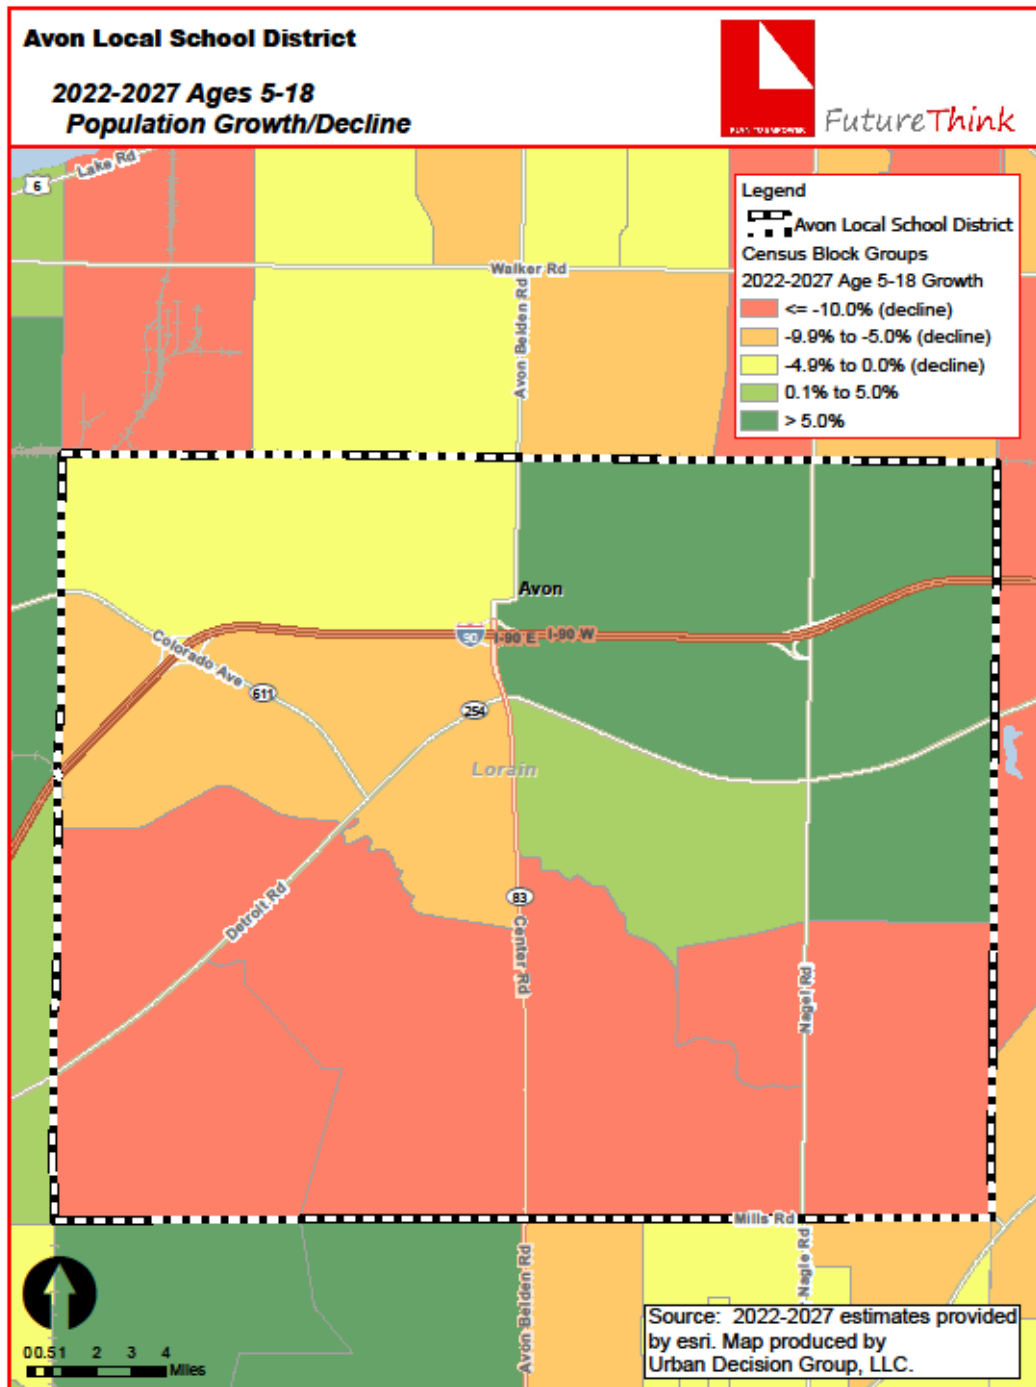 Avon Local School District
2022-2027 Ages 5-18
Population Growth/Decline
PLAN TO EMPOWER
FutureThink
Legend
Avon Local School District
Census Block Groups
2022-2027 Age 5-18 Growth
<= -10.0% (decline)
-9.9% to -5.0% (decline)
-4.9% to 0.0% (decline)
0.1% to 5.0%
> 5.0%
Lake Rd
6
Walker Rd
Avon Belden Rd
Avon
90
I-90 E
I-90 W
Colorado Ave
611
254
Lorain
83
Detroit Rd
Center Rd
Nagel Rd
Mills Rd
Avon Belden Rd
Nagle Rd
0 0.5 1 2 3 4
Miles
Source: 2022-2027 estimates provided
by esri. Map produced by
Urban Decision Group, LLC.